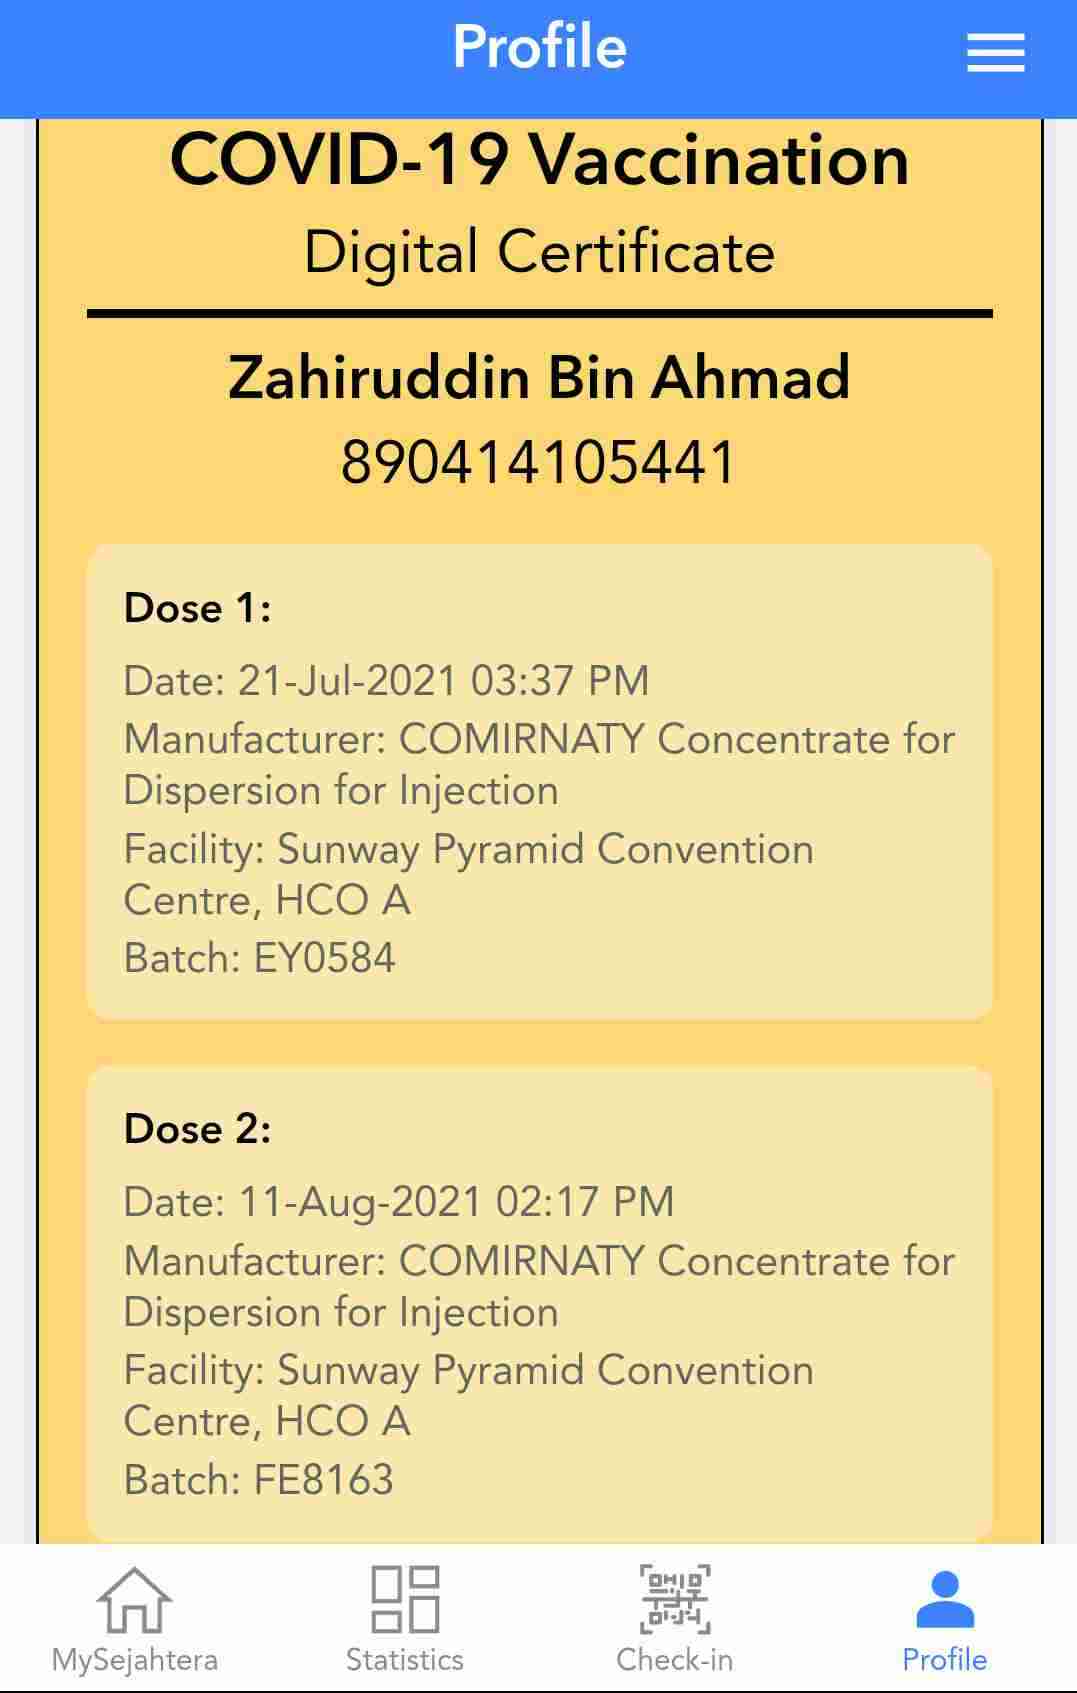 Profile
COVID-19 Vaccination
Digital Certificate
Zahiruddin Bin Ahmad
890414105441
Dose 1:
Date: 21-Jul-2021 03:37 PM
Manufacturer: COMIRNATY Concentrate for
Dispersion for Injection
Facility: Sunway Pyramid Convention
Centre, HCO A
Batch: EY0584
Dose 2:
Date: 11-Aug-2021 02:17 PM
Manufacturer: COMIRNATY Concentrate for
Dispersion for Injection
Facility: Sunway Pyramid Convention
Centre, HCO A
Batch: FE8163
MySejahtera
Statistics
Check-in
Profile